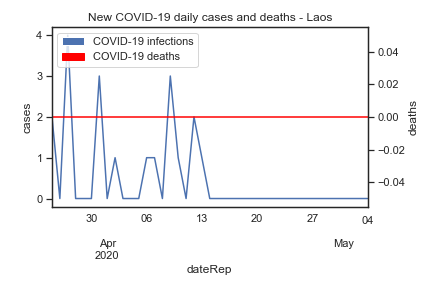 New COVID-19 daily cases and deaths - Laos
COVID-19 infections
COVID-19 deaths
cases
4
3
2
1
0
deaths
0.04
0.02
0.00
−0.02
−0.04
30 06 13 20 27 04
Apr May
2020
dateRep